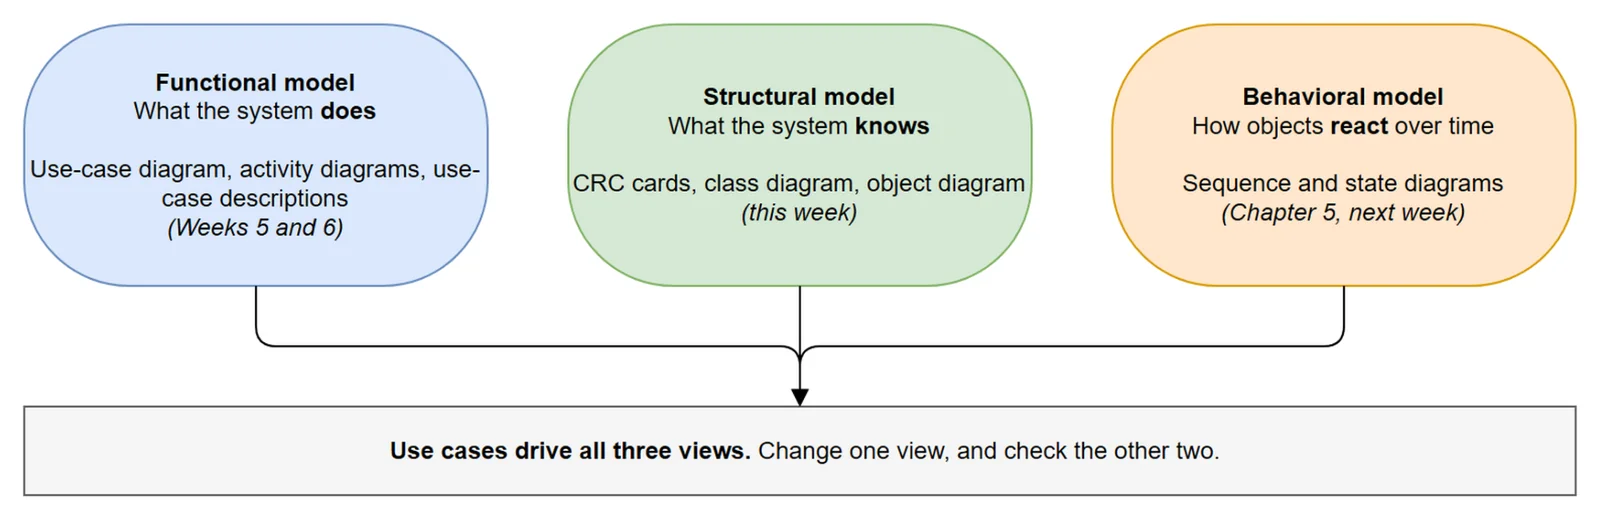 Functional model
What the system does
Use-case diagram, activity diagrams, use-
case descriptions
(Weeks 5 and 6)
Structural model
What the system knows
CRC cards, class diagram, object diagram
(this week)
Behavioral model
How objects react over time
Sequence and state diagrams
(Chapter 5, next week)
Use cases drive all three views. Change one view, and check the other two.